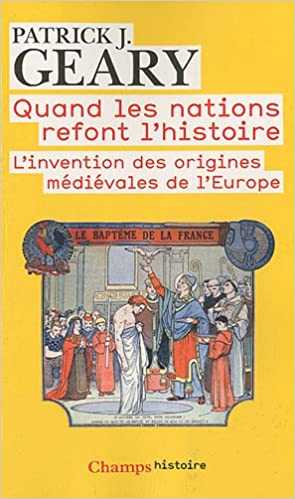 PATRICK J.
GEARY
Quand les nations
refont l'histoire
L'invention des origines
médiévales de l'Europe
LE BAPTÊME DE LA FRANCE
Champs histoire